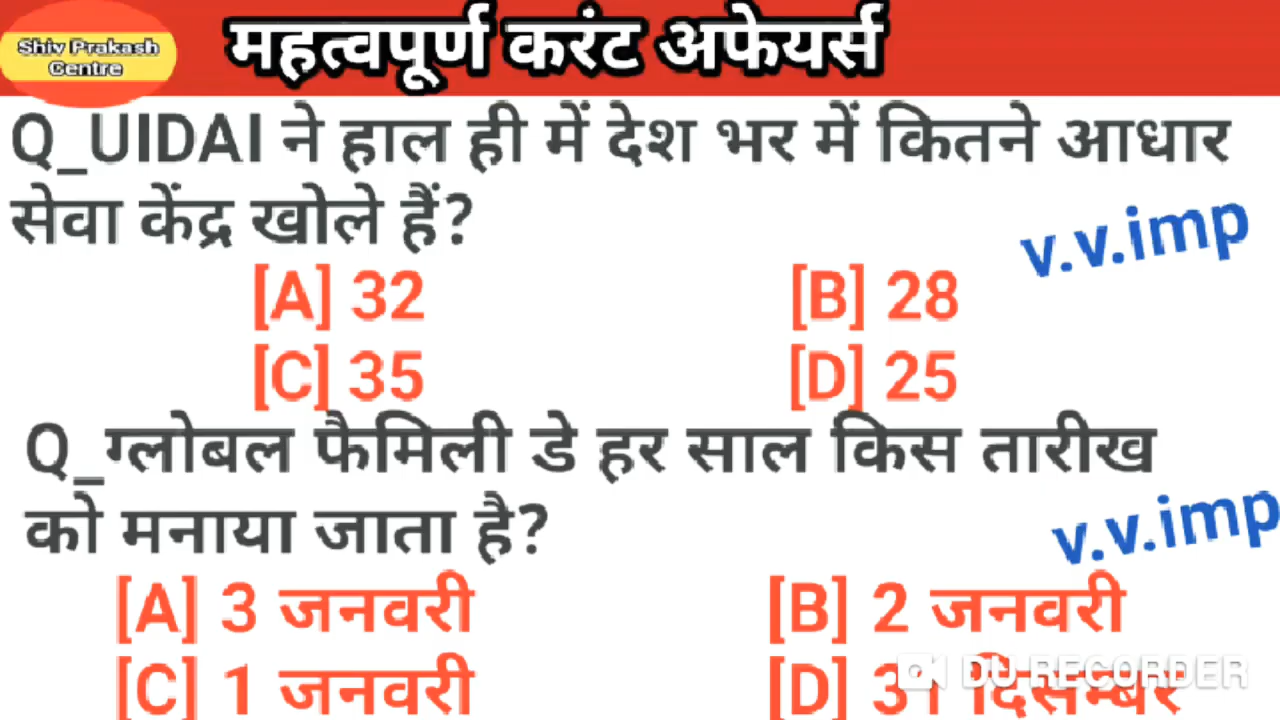 Shiv Prakash
Centre
महत्वपूर्ण करंट अफेयर्स
Q_UIDAI ने हाल ही में देश भर में कितने आधार
सेवा केंद्र खोले हैं?
v.v.imp
[A] 32 [B] 28
[C] 35 [D] 25
Q_ग्लोबल फैमिली डे हर साल किस तारीख
को मनाया जाता है?
v.v.imp
[A] 3 जनवरी [B] 2 जनवरी
[C] 1 जनवरी [D] 31 दिसम्बर
DU RECORDER